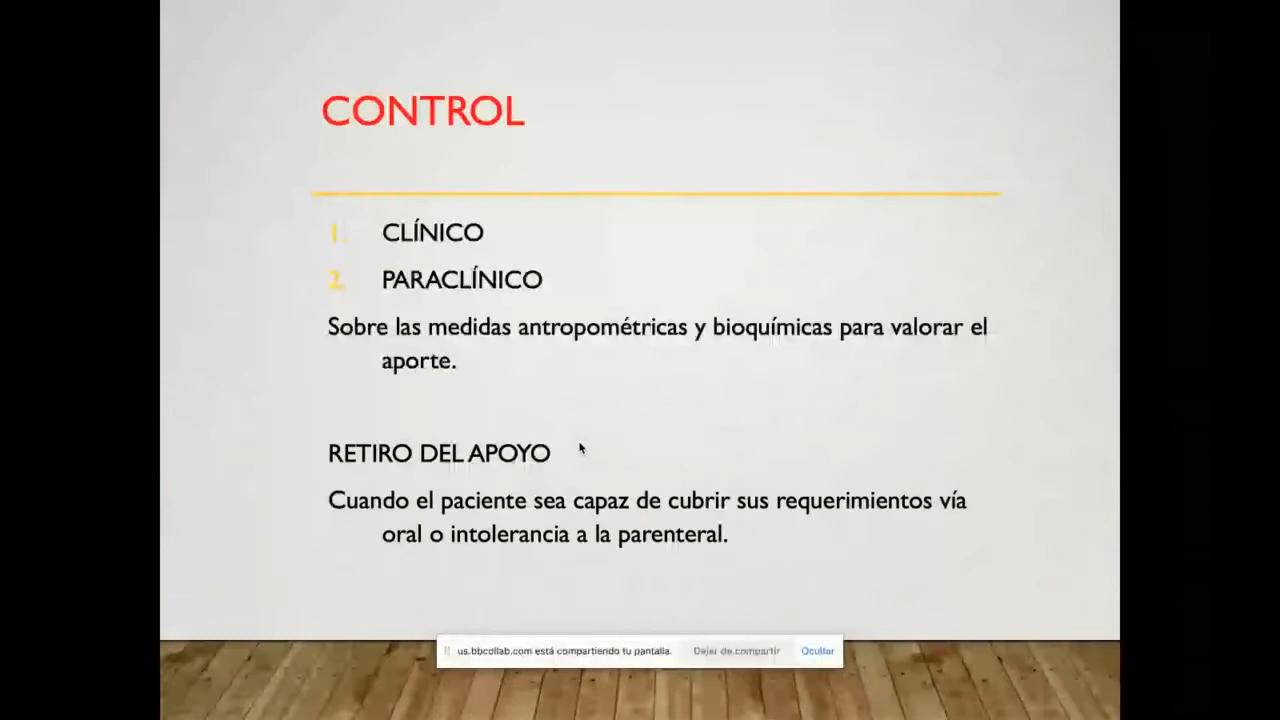 CONTROL
1. CLÍNICO
2. PARACLÍNICO
Sobre las medidas antropométricas y bioquímicas para valorar el
aporte.
RETIRO DEL APOYO
Cuando el paciente sea capaz de cubrir sus requerimientos vía
oral o intolerancia a la parenteral.
us.bbcollab.com está compartiendo tu pantalla. Dejar de compartir Ocultar